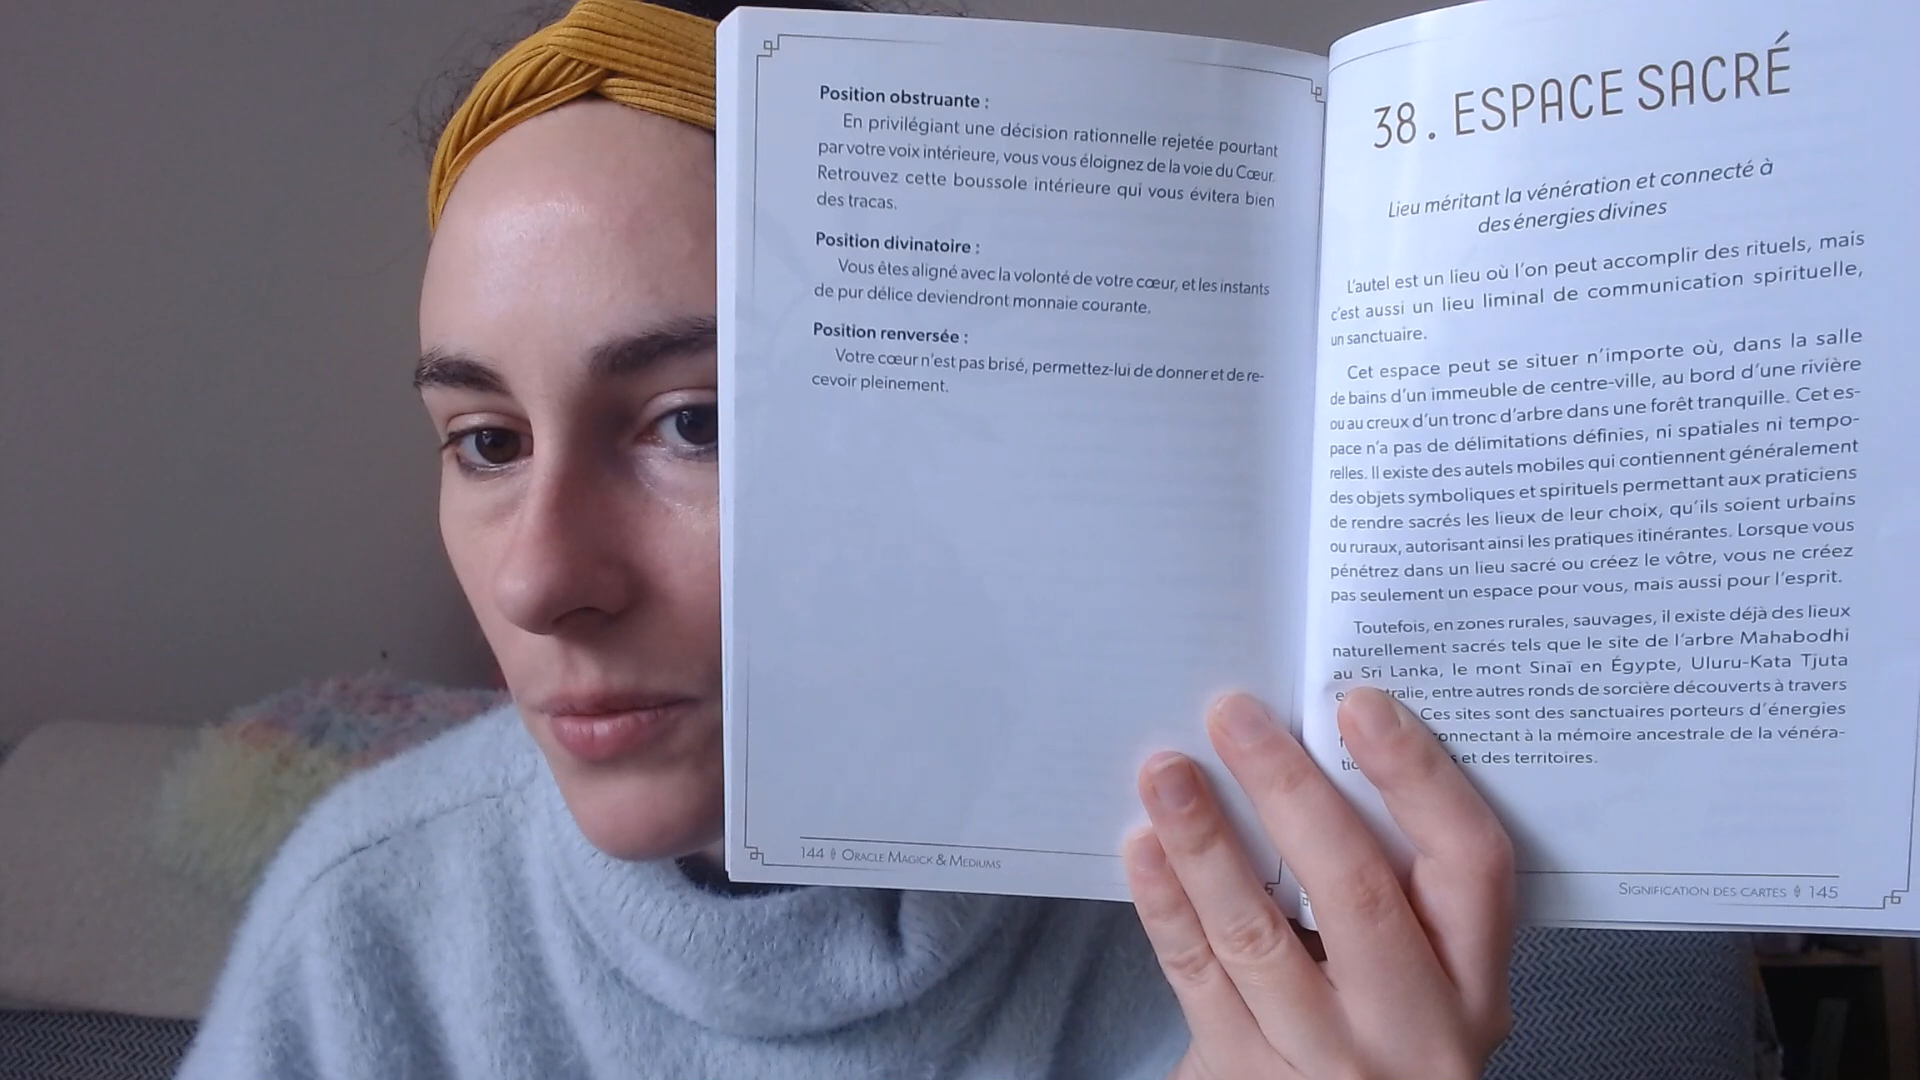 Position obstruante :
En privilégiant une décision rationnelle rejetée pourtant
par votre voix intérieure, vous vous éloignez de la voie du Cœur.
Retrouvez cette boussole intérieure qui vous évitera bien
des tracas.
Position divinatoire :
Vous êtes aligné avec la volonté de votre cœur, et les instants
de pur délice deviendront monnaie courante.
Position renversée :
Votre cœur n'est pas brisé, permettez-lui de donner et de re-
cevoir pleinement.
144 ORACLE MAGICK & MEDIUMS
38. ESPACE SACRÉ
Lieu méritant la vénération et connecté à
des énergies divines
L'autel est un lieu où l'on peut accomplir des rituels, mais
c'est aussi un lieu liminal de communication spirituelle,
un sanctuaire.
Cet espace peut se situer n'importe où, dans la salle
de bains d'un immeuble de centre-ville, au bord d'une rivière
ou au creux d'un tronc d'arbre dans une forêt tranquille. Cet es-
pace n'a pas de délimitations définies, ni spatiales ni tempo-
relles. Il existe des autels mobiles qui contiennent généralement
des objets symboliques et spirituels permettant aux praticiens
de rendre sacrés les lieux de leur choix, qu'ils soient urbains
ou ruraux, autorisant ainsi les pratiques itinérantes. Lorsque vous
pénétrez dans un lieu sacré ou créez le vôtre, vous ne créez
pas seulement un espace pour vous, mais aussi pour l'esprit.
Toutefois, en zones rurales, sauvages, il existe déjà des lieux
naturellement sacrés tels que le site de l'arbre Mahabodhi
au Sri Lanka, le mont Sinaï en Égypte, Uluru-Kata Tjuta
entre autres ronds de sorcière découverts à travers
Ces sites sont des sanctuaires porteurs d'énergies
à la mémoire ancestrale de la vénéra-
et des territoires.
SIGNIFICATION DES CARTES 145